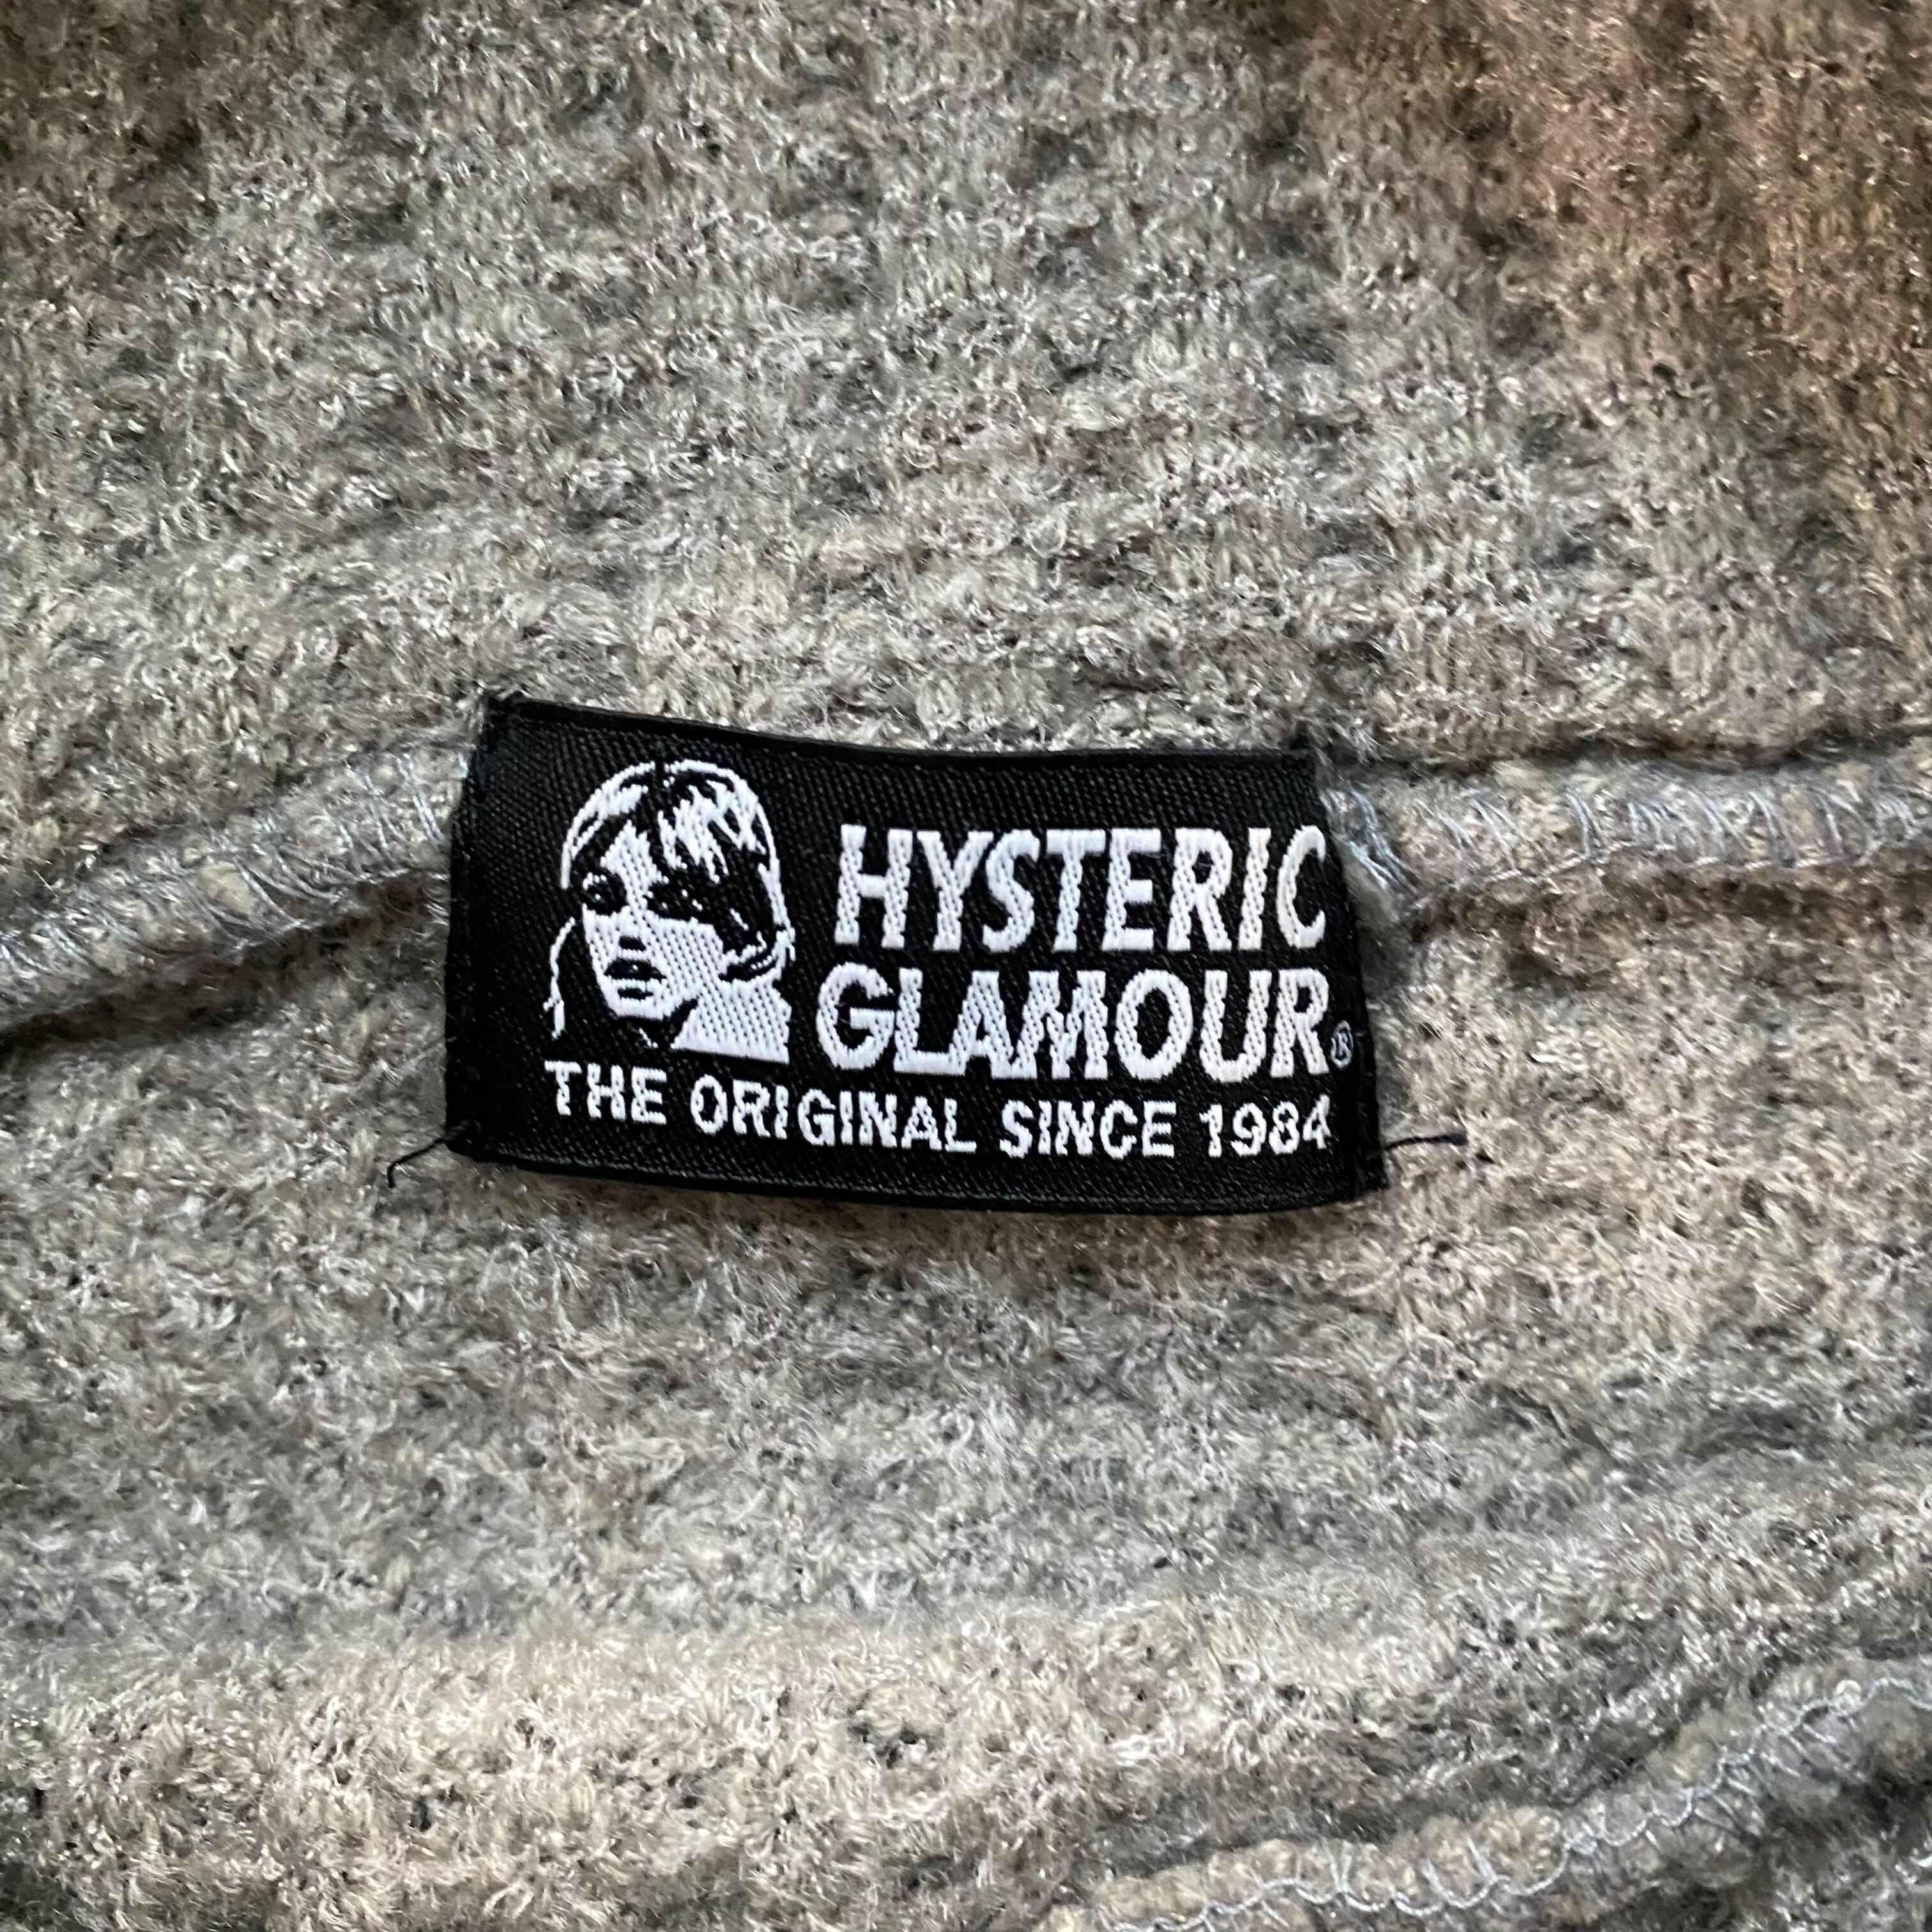 HYSTERIC
GLAMOUR®
THE ORIGINAL SINCE 1984